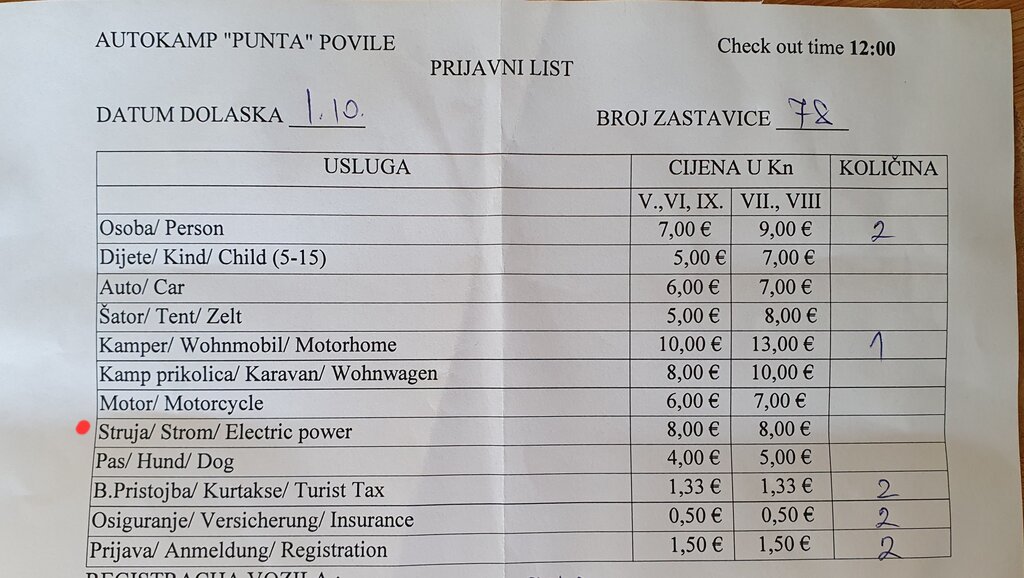 AUTOKAMP "PUNTA" POVILE
Check out time 12:00
PRIJAVNI LIST
DATUM DOLASKA 1.10.
BROJ ZASTAVICE 78
USLUGA CIJENA U Kn KOLIČINA
V.,VI, IX. VII., VIII
Osoba/ Person 7,00 € 9,00 € 2
Dijete/ Kind/ Child (5-15) 5,00 € 7,00 €
Auto/ Car 6,00 € 7,00 €
Šator/ Tent/ Zelt 5,00 € 8,00 €
Kamper/ Wohnmobil/ Motorhome 10,00 € 13,00 € 1
Kamp prikolica/ Karavan/ Wohnwagen 8,00 € 10,00 €
Motor/ Motorcycle 6,00 € 7,00 €
Struja/ Strom/ Electric power 8,00 € 8,00 €
Pas/ Hund/ Dog 4,00 € 5,00 €
B.Pristojba/ Kurtakse/ Turist Tax 1,33 € 1,33 € 2
Osiguranje/ Versicherung/ Insurance 0,50 € 0,50 € 2
Prijava/ Anmeldung/ Registration 1,50 € 1,50 € 2
REGISTRACIJA VOZILA :